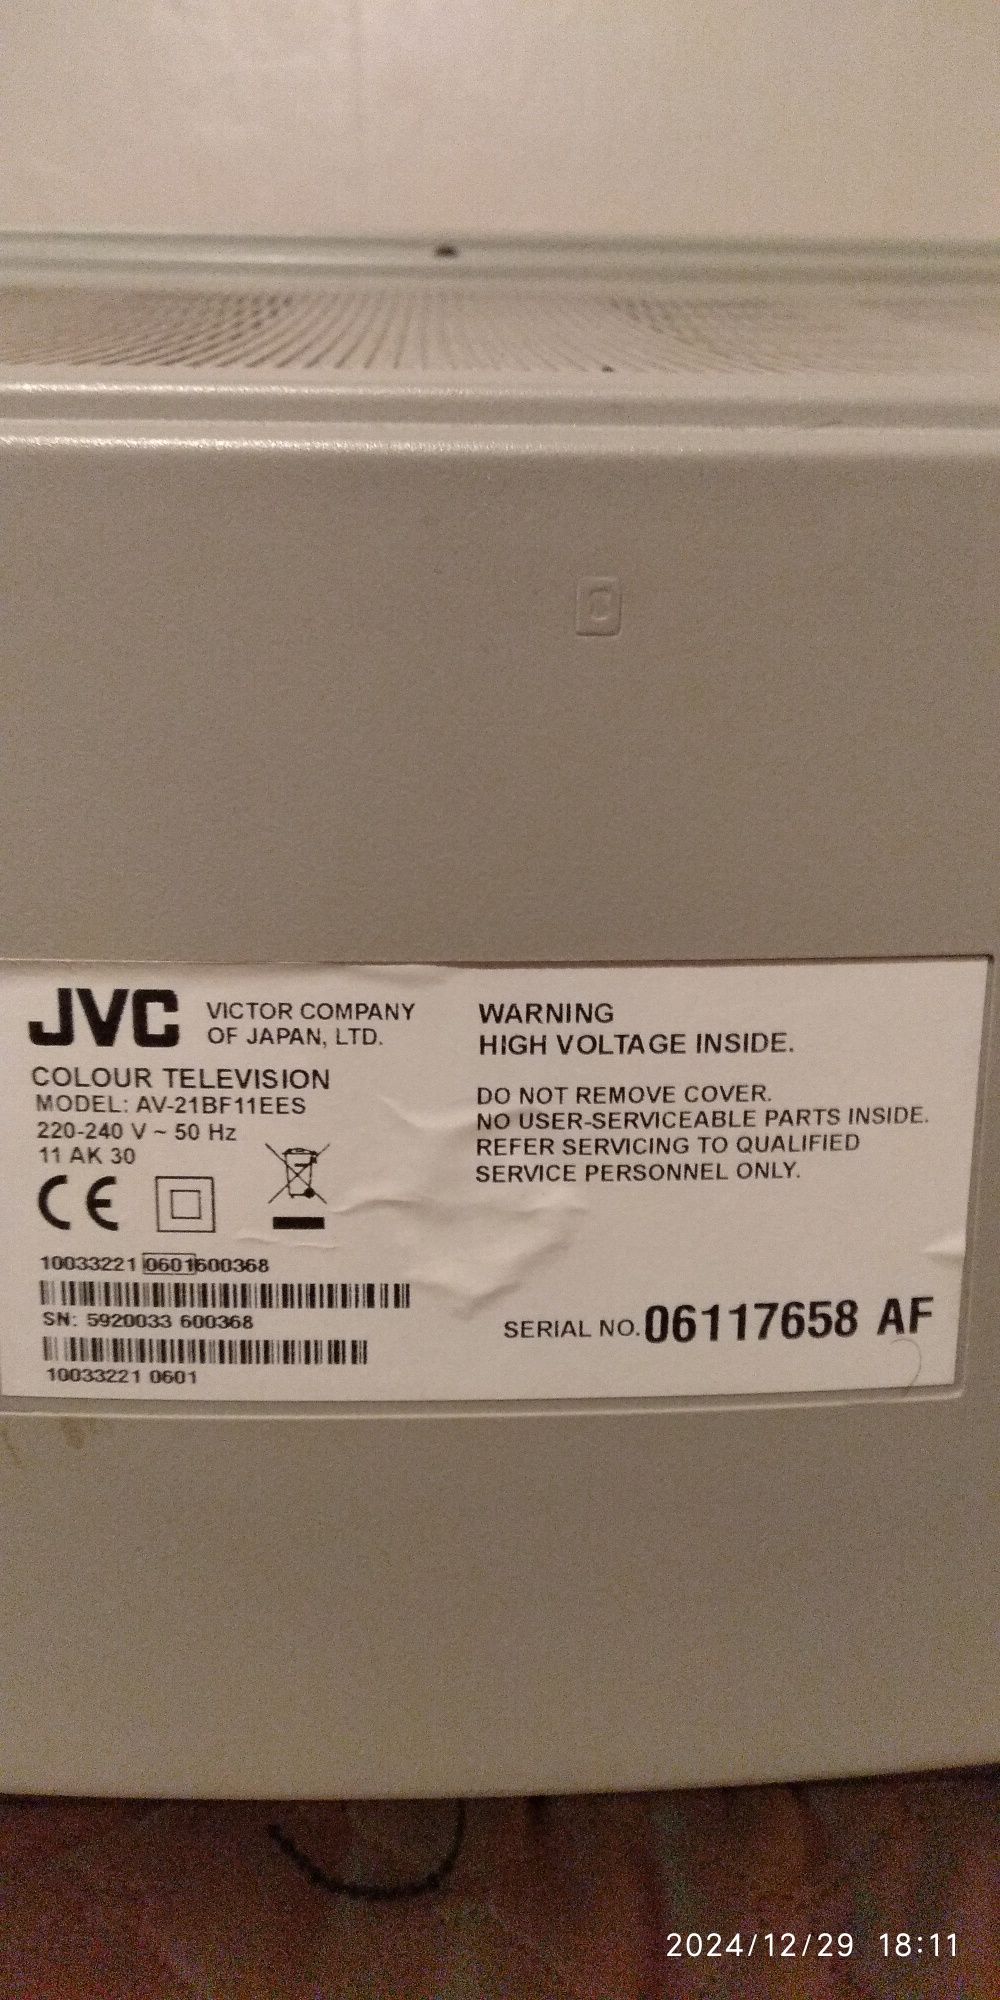 JVC
VICTOR COMPANY
OF JAPAN, LTD.
COLOUR TELEVISION
MODEL: AV-21BF11EES
220-240 V ~ 50 Hz
11 AK 30
CE
10033221 0601600368
SN: 5920033 600368
10033221 0601
WARNING
HIGH VOLTAGE INSIDE.
DO NOT REMOVE COVER.
NO USER-SERVICEABLE PARTS INSIDE.
REFER SERVICING TO QUALIFIED
SERVICE PERSONNEL ONLY.
SERIAL NO. 06117658 AF
2024/12/29 18:11